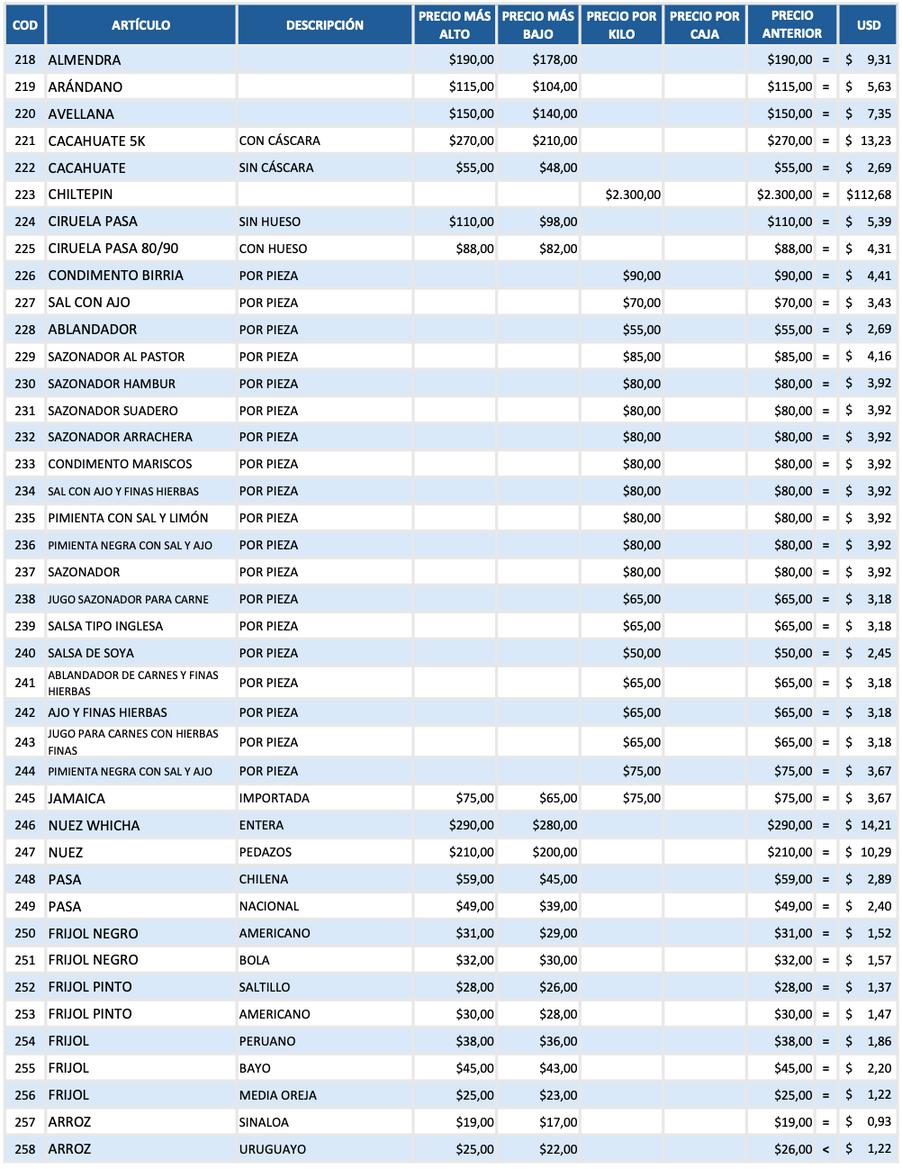 COD ARTÍCULO DESCRIPCIÓN PRECIO MÁS ALTO PRECIO MÁS BAJO PRECIO POR KILO PRECIO POR CAJA PRECIO ANTERIOR USD
218 ALMENDRA $190,00 $178,00 $190,00 = $ 9,31
219 ARÁNDANO $115,00 $104,00 $115,00 = $ 5,63
220 AVELLANA $150,00 $140,00 $150,00 = $ 7,35
221 CACAHUATE 5K CON CÁSCARA $270,00 $210,00 $270,00 = $ 13,23
222 CACAHUATE SIN CÁSCARA $55,00 $48,00 $55,00 = $ 2,69
223 CHILTEPIN $2.300,00 $2.300,00 = $112,68
224 CIRUELA PASA SIN HUESO $110,00 $98,00 $110,00 = $ 5,39
225 CIRUELA PASA 80/90 CON HUESO $88,00 $82,00 $88,00 = $ 4,31
226 CONDIMENTO BIRRIA POR PIEZA $90,00 $90,00 = $ 4,41
227 SAL CON AJO POR PIEZA $70,00 $70,00 = $ 3,43
228 ABLANDADOR POR PIEZA $55,00 $55,00 = $ 2,69
229 SAZONADOR AL PASTOR POR PIEZA $85,00 $85,00 = $ 4,16
230 SAZONADOR HAMBUR POR PIEZA $80,00 $80,00 = $ 3,92
231 SAZONADOR SUADERO POR PIEZA $80,00 $80,00 = $ 3,92
232 SAZONADOR ARRACHERA POR PIEZA $80,00 $80,00 = $ 3,92
233 CONDIMENTO MARISCOS POR PIEZA $80,00 $80,00 = $ 3,92
234 SAL CON AJO Y FINAS HIERBAS POR PIEZA $80,00 $80,00 = $ 3,92
235 PIMIENTA CON SAL Y LIMÓN POR PIEZA $80,00 $80,00 = $ 3,92
236 PIMIENTA NEGRA CON SAL Y AJO POR PIEZA $80,00 $80,00 = $ 3,92
237 SAZONADOR POR PIEZA $80,00 $80,00 = $ 3,92
238 JUGO SAZONADOR PARA CARNE POR PIEZA $65,00 $65,00 = $ 3,18
239 SALSA TIPO INGLESA POR PIEZA $65,00 $65,00 = $ 3,18
240 SALSA DE SOYA POR PIEZA $50,00 $50,00 = $ 2,45
241 ABLANDADOR DE CARNES Y FINAS HIERBAS POR PIEZA $65,00 $65,00 = $ 3,18
242 AJO Y FINAS HIERBAS POR PIEZA $65,00 $65,00 = $ 3,18
243 JUGO PARA CARNES CON HIERBAS FINAS POR PIEZA $65,00 $65,00 = $ 3,18
244 PIMIENTA NEGRA CON SAL Y AJO POR PIEZA $75,00 $75,00 = $ 3,67
245 JAMAICA IMPORTADA $75,00 $65,00 $75,00 $75,00 = $ 3,67
246 NUEZ WHICHA ENTERA $290,00 $280,00 $290,00 = $ 14,21
247 NUEZ PEDAZOS $210,00 $200,00 $210,00 = $ 10,29
248 PASA CHILENA $59,00 $45,00 $59,00 = $ 2,89
249 PASA NACIONAL $49,00 $39,00 $49,00 = $ 2,40
250 FRIJOL NEGRO AMERICANO $31,00 $29,00 $31,00 = $ 1,52
251 FRIJOL NEGRO BOLA $32,00 $30,00 $32,00 = $ 1,57
252 FRIJOL PINTO SALTILLO $28,00 $26,00 $28,00 = $ 1,37
253 FRIJOL PINTO AMERICANO $30,00 $28,00 $30,00 = $ 1,47
254 FRIJOL PERUANO $38,00 $36,00 $38,00 = $ 1,86
255 FRIJOL BAYO $45,00 $43,00 $45,00 = $ 2,20
256 FRIJOL MEDIA OREJA $25,00 $23,00 $25,00 = $ 1,22
257 ARROZ SINALOA $19,00 $17,00 $19,00 = $ 0,93
258 ARROZ URUGUAYO $25,00 $22,00 $26,00 < $ 1,22